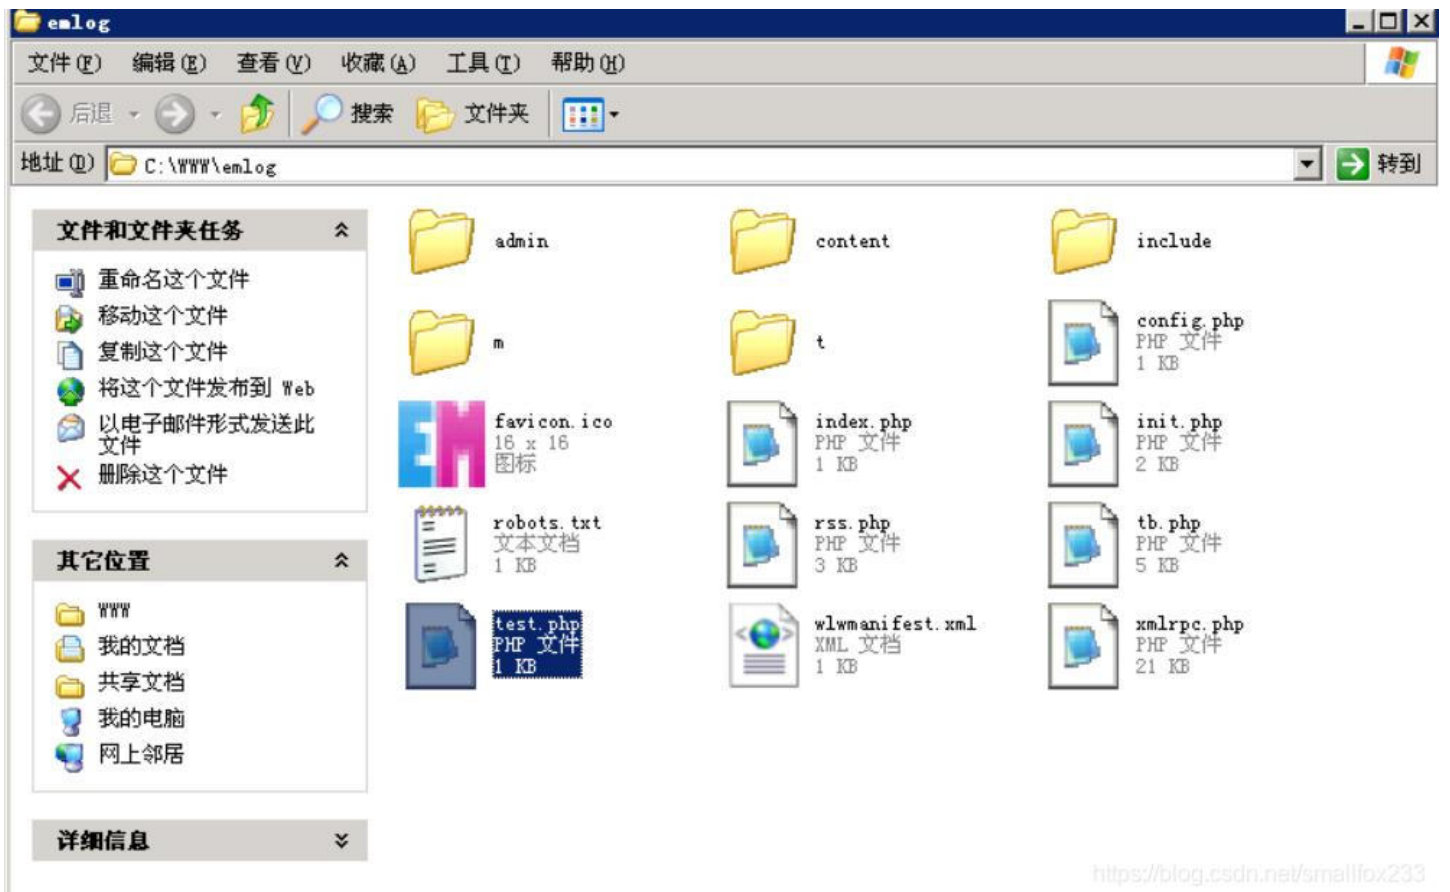 emlog
文件(F) 编辑(E) 查看(V) 收藏(A) 工具(T) 帮助(H)
后退 搜索 文件夹
地址(D) C:\WWW\emlog 转到
文件和文件夹任务
重命名这个文件
移动这个文件
复制这个文件
将这个文件发布到 Web
以电子邮件形式发送此
文件
删除这个文件
其它位置
WWW
我的文档
共享文档
我的电脑
网上邻居
详细信息
admin
content
include
m
t
config.php
PHP 文件
1 KB
favicon.ico
16 x 16
图标
index.php
PHP 文件
1 KB
init.php
PHP 文件
2 KB
robots.txt
文本文档
1 KB
rss.php
PHP 文件
3 KB
tb.php
PHP 文件
5 KB
test.php
PHP 文件
1 KB
wlwmanifest.xml
XML 文档
1 KB
xmlrpc.php
PHP 文件
21 KB
https://blog.csdn.net/smallfox233